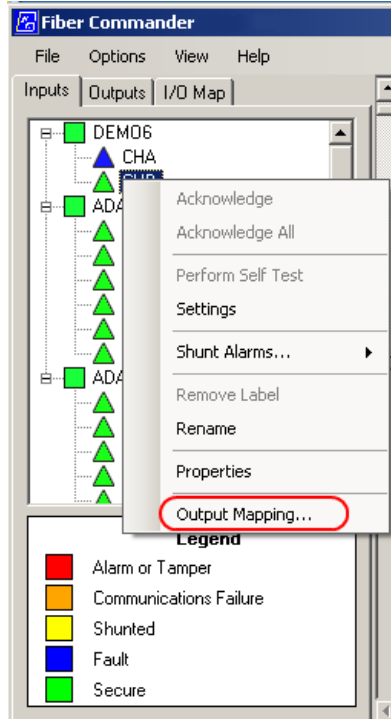 Fiber Commander
File Options View Help
Inputs Outputs I/O Map
DEMO6
CHA
Acknowledge
Acknowledge All
Perform Self Test
Settings
Shunt Alarms...
Remove Label
Rename
Properties
Output Mapping...
Legend
Alarm or Tamper
Communications Failure
Shunted
Fault
Secure